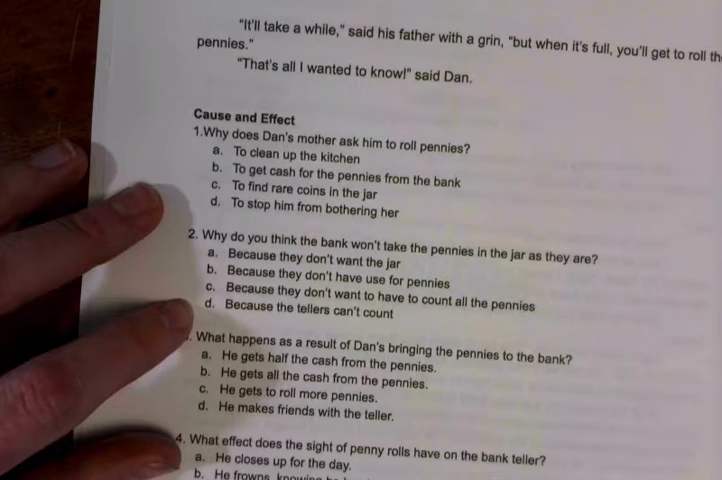 "It'll take a while," said his father with a grin, "but when it's full, you'll get to roll
pennies."
"That's all I wanted to know!" said Dan.
Cause and Effect
1.Why does Dan's mother ask him to roll pennies?
a. To clean up the kitchen
b. To get cash for the pennies from the bank
c. To find rare coins in the jar
d. To stop him from bothering her
2. Why do you think the bank won't take the pennies in the jar as they are?
a. Because they don't want the jar
b. Because they don't have use for pennies
c. Because they don't want to have to count all the pennies
d. Because the tellers can't count
. What happens as a result of Dan's bringing the pennies to the bank?
a. He gets half the cash from the pennies.
b. He gets all the cash from the pennies.
c. He gets to roll more pennies.
d. He makes friends with the teller.
4. What effect does the sight of penny rolls have on the bank teller?
a. He closes up for the day.
b. He frowns, knowing